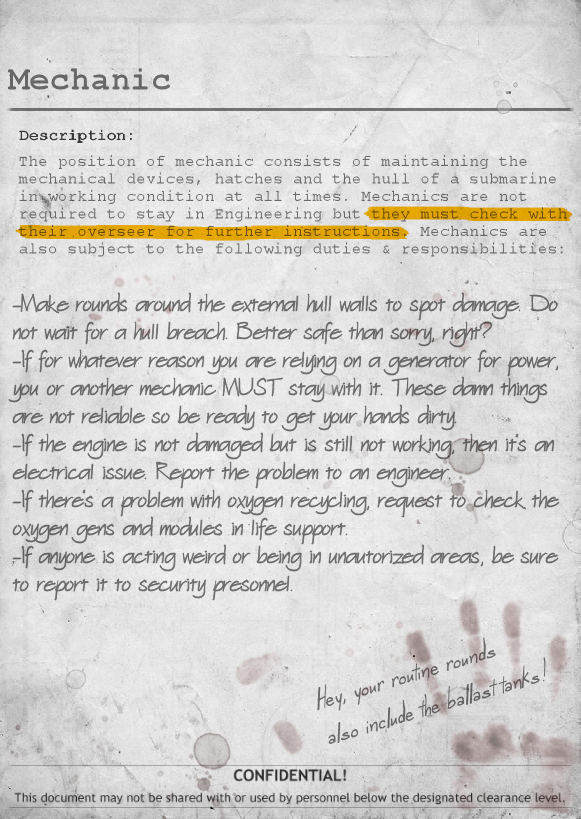 Mechanic
Description:
The position of mechanic consists of maintaining the
mechanical devices, hatches and the hull of a submarine
in working condition at all times. Mechanics are not
required to stay in Engineering but they must check with
their overseer for further instructions. Mechanics are
also subject to the following duties & responsibilities:
-Make rounds around the external hull walls to spot damage. Do
not wait for a hull breach. Better safe than sorry, right?
-If for whatever reason you are relying on a generator for power,
you or another mechanic MUST stay with it. These damn things
are not reliable so be ready to get your hands dirty.
-If the engine is not damaged but is still not working, then it's an
electrical issue. Report the problem to an engineer.
-If there's a problem with oxygen recycling, request to check the
oxygen gens and modules in life support.
-If anyone is acting weird or being in unautorized areas, be sure
to report it to security presonnel.
Hey, your routine rounds
also include the ballast tanks!
CONFIDENTIAL!
This document may not be shared with or used by personnel below the designated clearance level.